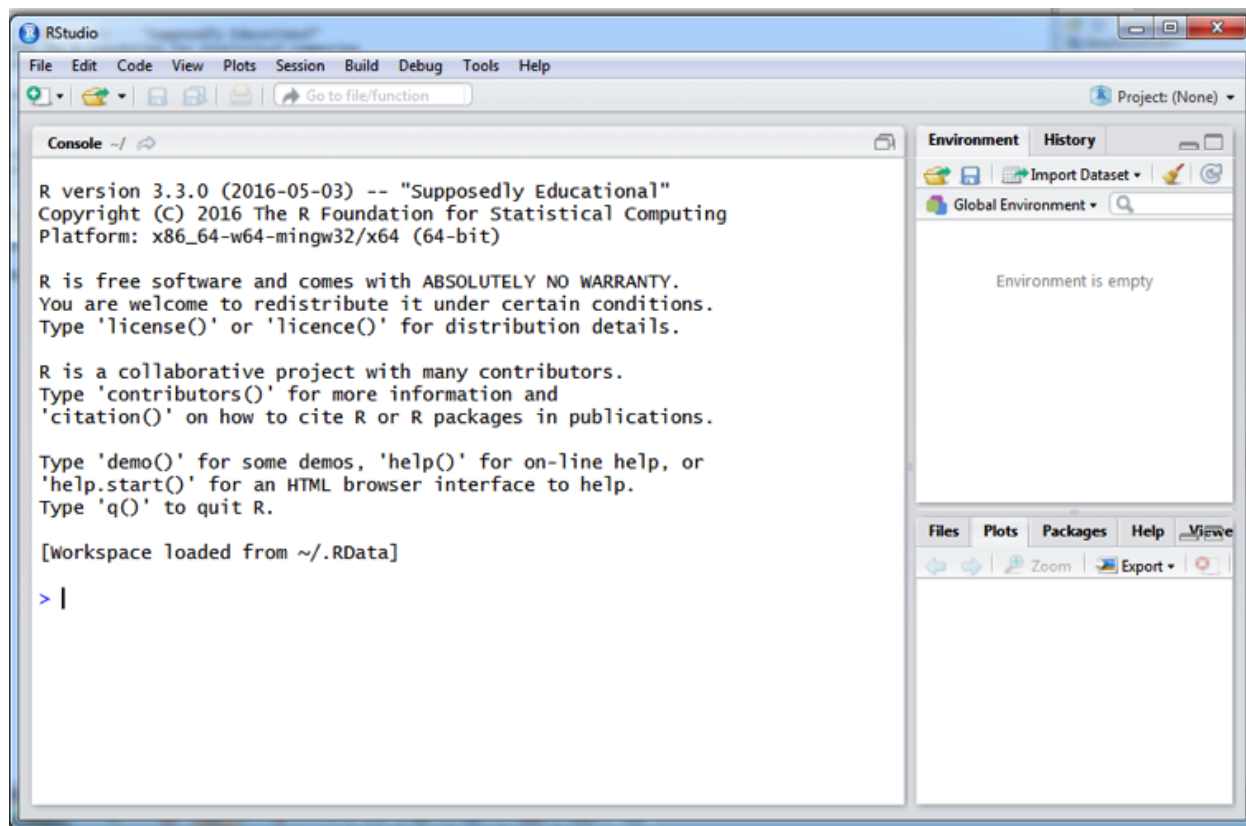 RStudio
File Edit Code View Plots Session Build Debug Tools Help
Go to file/function
Project: (None)
Console ~/
R version 3.3.0 (2016-05-03) -- "Supposedly Educational"
Copyright (C) 2016 The R Foundation for Statistical Computing
Platform: x86_64-w64-mingw32/x64 (64-bit)
R is free software and comes with ABSOLUTELY NO WARRANTY.
You are welcome to redistribute it under certain conditions.
Type 'license()' or 'licence()' for distribution details.
R is a collaborative project with many contributors.
Type 'contributors()' for more information and
'citation()' on how to cite R or R packages in publications.
Type 'demo()' for some demos, 'help()' for on-line help, or
'help.start()' for an HTML browser interface to help.
Type 'q()' to quit R.
[Workspace loaded from ~/.RData]
>
Environment History
Import Dataset
Global Environment
Environment is empty
Files Plots Packages Help Viewe
Zoom Export